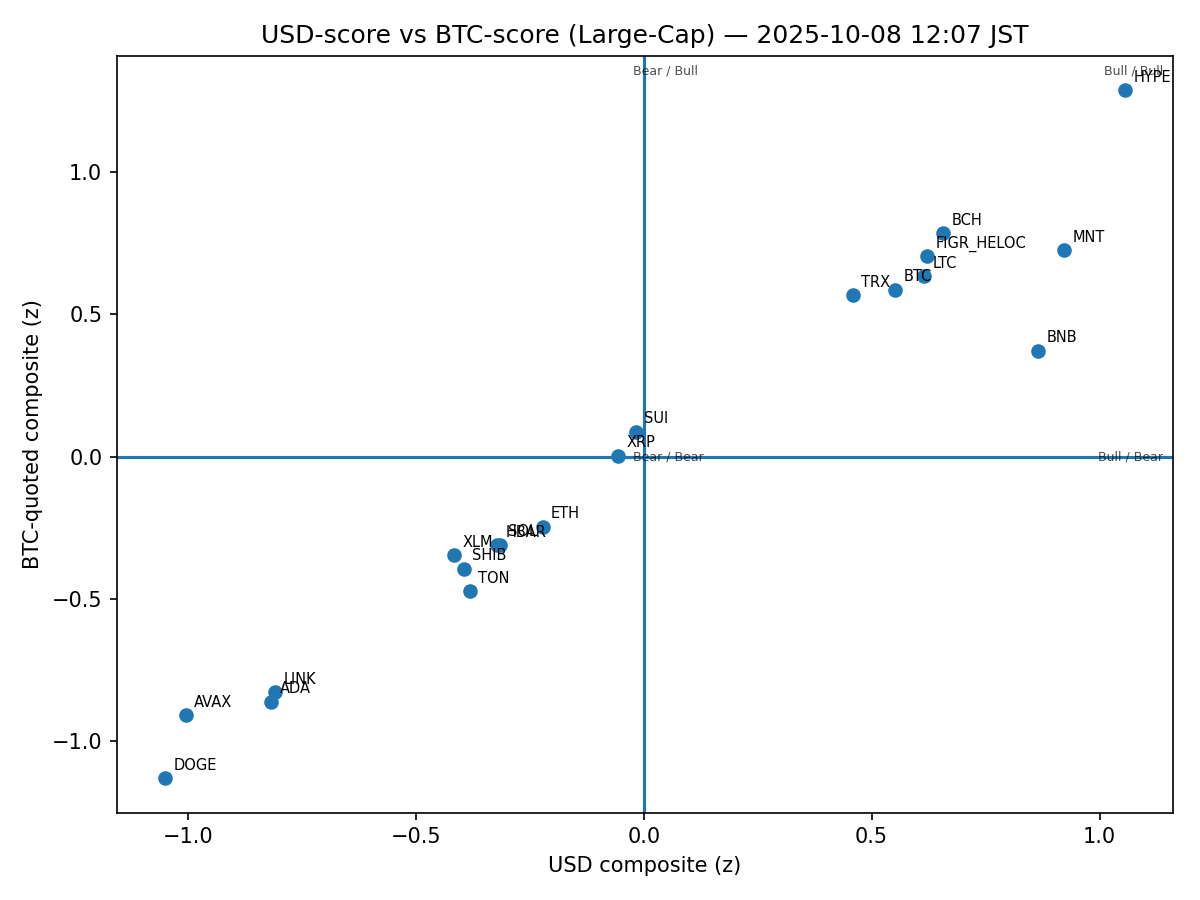 USD-score vs BTC-score (Large-Cap) — 2025-10-08 12:07 JST
Bear / Bull
Bull / Bull
HYPE
1.0
BCH
MNT
FIGR_HELOC
LTC
BTC
TRX
0.5
BNB
SUI
XRP
0.0
Bear / Bear
Bull / Bear
ETH
SOL
HBAR
XLM
SHIB
TON
−0.5
LINK
ADA
AVAX
−1.0
DOGE
−1.0
−0.5
0.0
0.5
1.0
USD composite (z)
BTC-quoted composite (z)